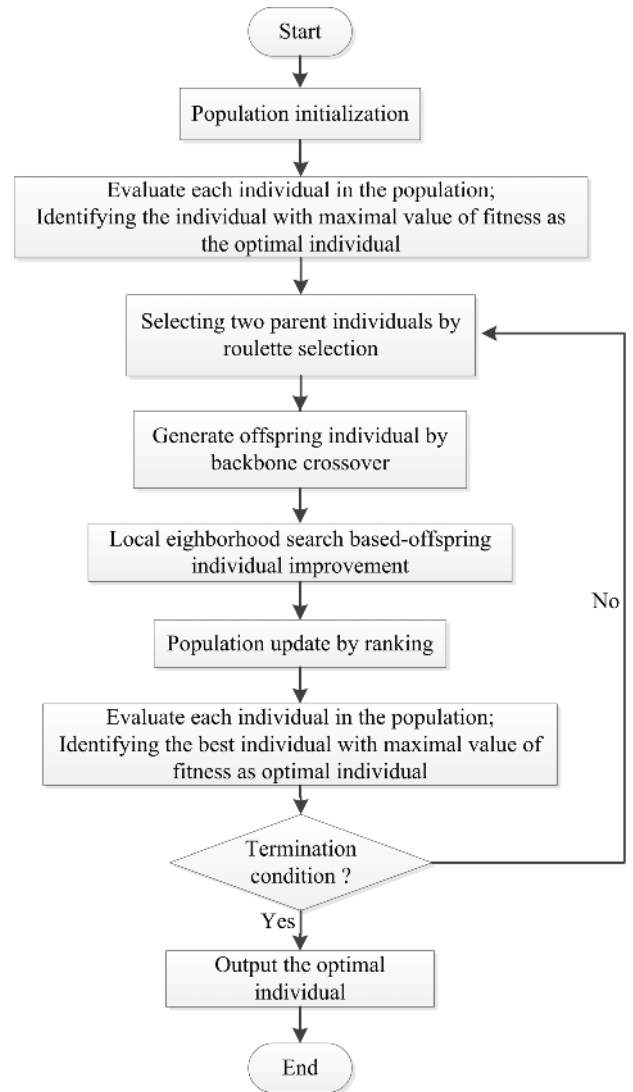 Start
Population initialization
Evaluate each individual in the population;
Identifying the individual with maximal value of fitness as
the optimal individual
Selecting two parent individuals by
roulette selection
Generate offspring individual by
backbone crossover
Local eighborhood search based-offspring
individual improvement
No
Population update by ranking
Evaluate each individual in the population;
Identifying the best individual with maximal value of
fitness as optimal individual
Termination
condition ?
Yes
Output the optimal
individual
End